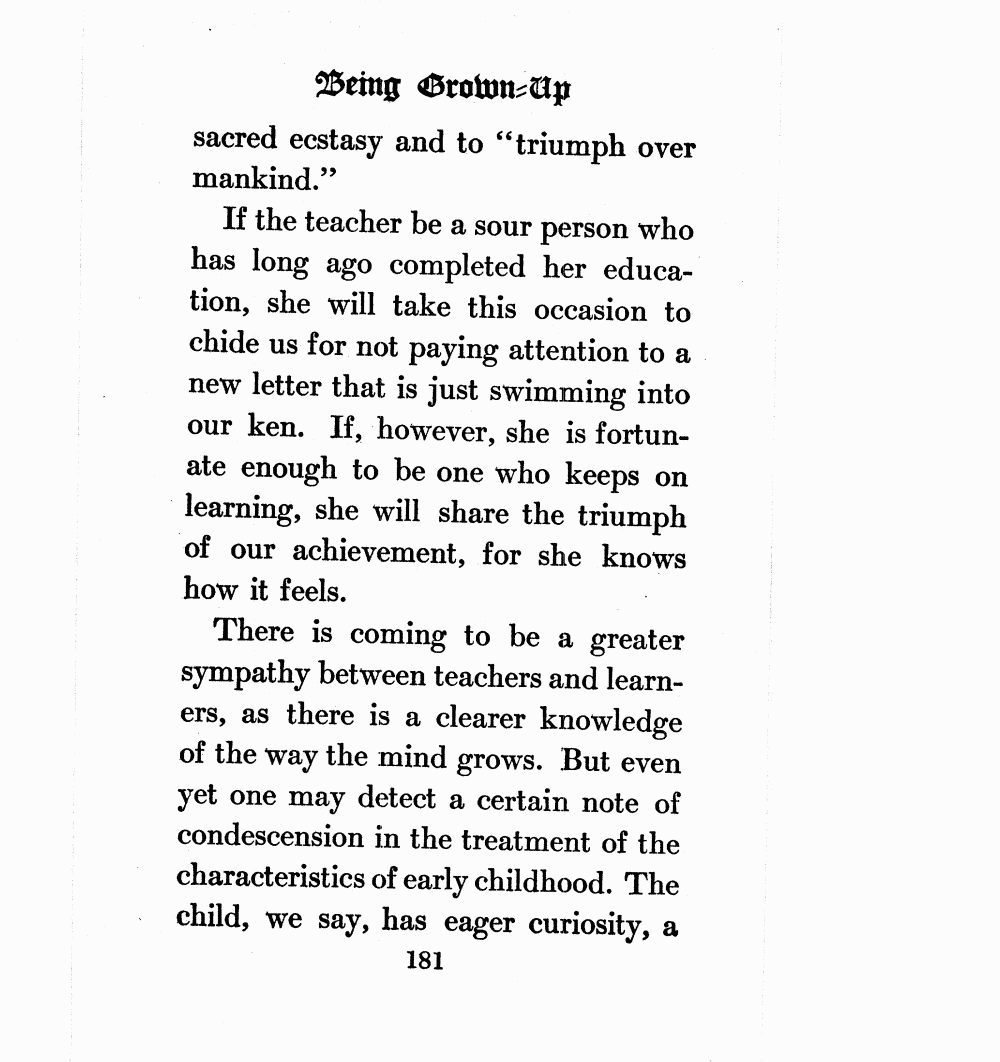 Being Grown-Up
sacred ecstasy and to “triumph over
mankind.”
If the teacher be a sour person who
has long ago completed her educa-
tion, she will take this occasion to
chide us for not paying attention to a
new letter that is just swimming into
our ken. If, however, she is fortun-
ate enough to be one who keeps on
learning, she will share the triumph
of our achievement, for she knows
how it feels.
There is coming to be a greater
sympathy between teachers and learn-
ers, as there is a clearer knowledge
of the way the mind grows. But even
yet one may detect a certain note of
condescension in the treatment of the
characteristics of early childhood. The
child, we say, has eager curiosity, a
181